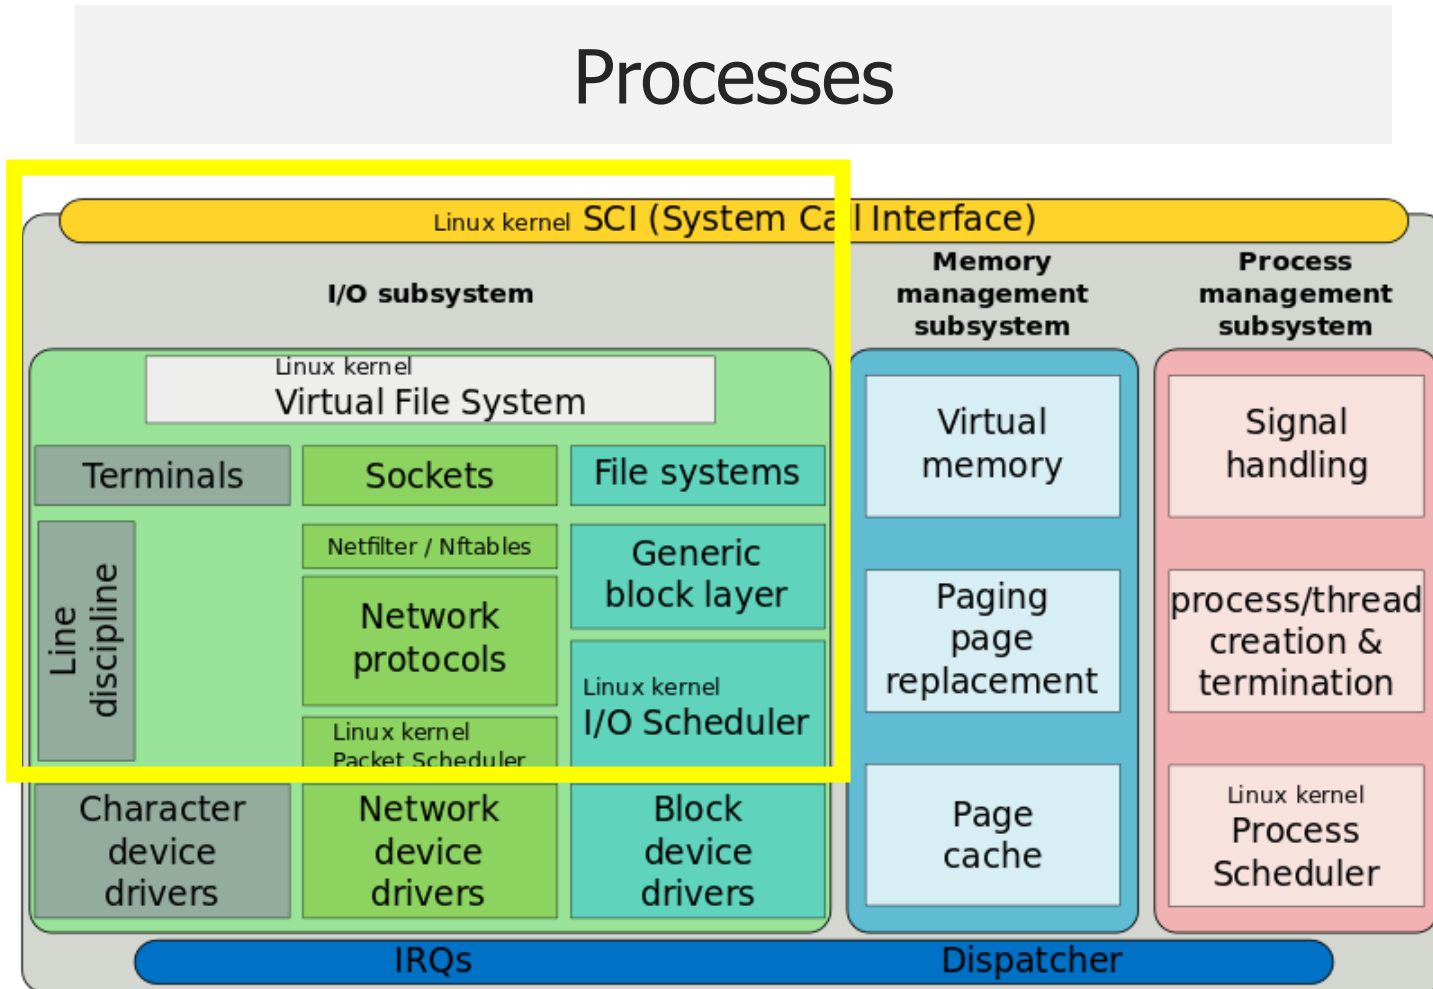 Processes
Linux kernel SCI (System Call Interface)
I/O subsystem
Memory
management
subsystem
Process
management
subsystem
Linux kernel
Virtual File System
Terminals
Sockets
File systems
Line
discipline
Netfilter / Nftables
Network
protocols
Linux kernel
Packet Scheduler
Generic
block layer
Linux kernel
I/O Scheduler
Character
device
drivers
Network
device
drivers
Block
device
drivers
Virtual
memory
Paging
page
replacement
Page
cache
Signal
handling
process/thread
creation &
termination
Linux kernel
Process
Scheduler
IRQs
Dispatcher